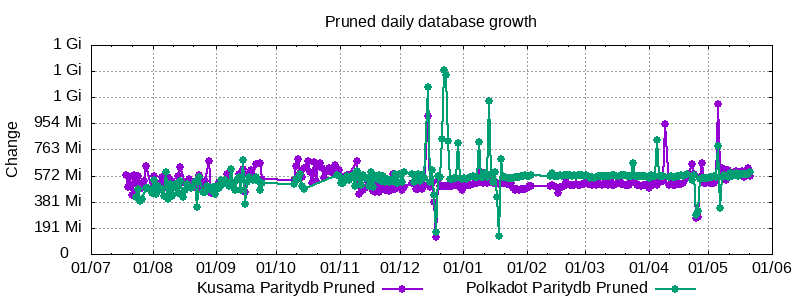 Pruned daily database growth
1 Gi
1 Gi
1 Gi
954 Mi
763 Mi
572 Mi
381 Mi
191 Mi
0
Change
01/07 01/08 01/09 01/10 01/11 01/12 01/01 01/02 01/03 01/04 01/05 01/06
Kusama Paritydb Pruned Polkadot Paritydb Pruned